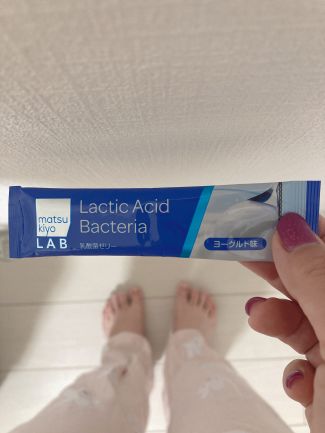 matsu
kiyo
LAB
Lactic Acid
Bacteria
乳酸菌ゼリー
ヨーグルト味